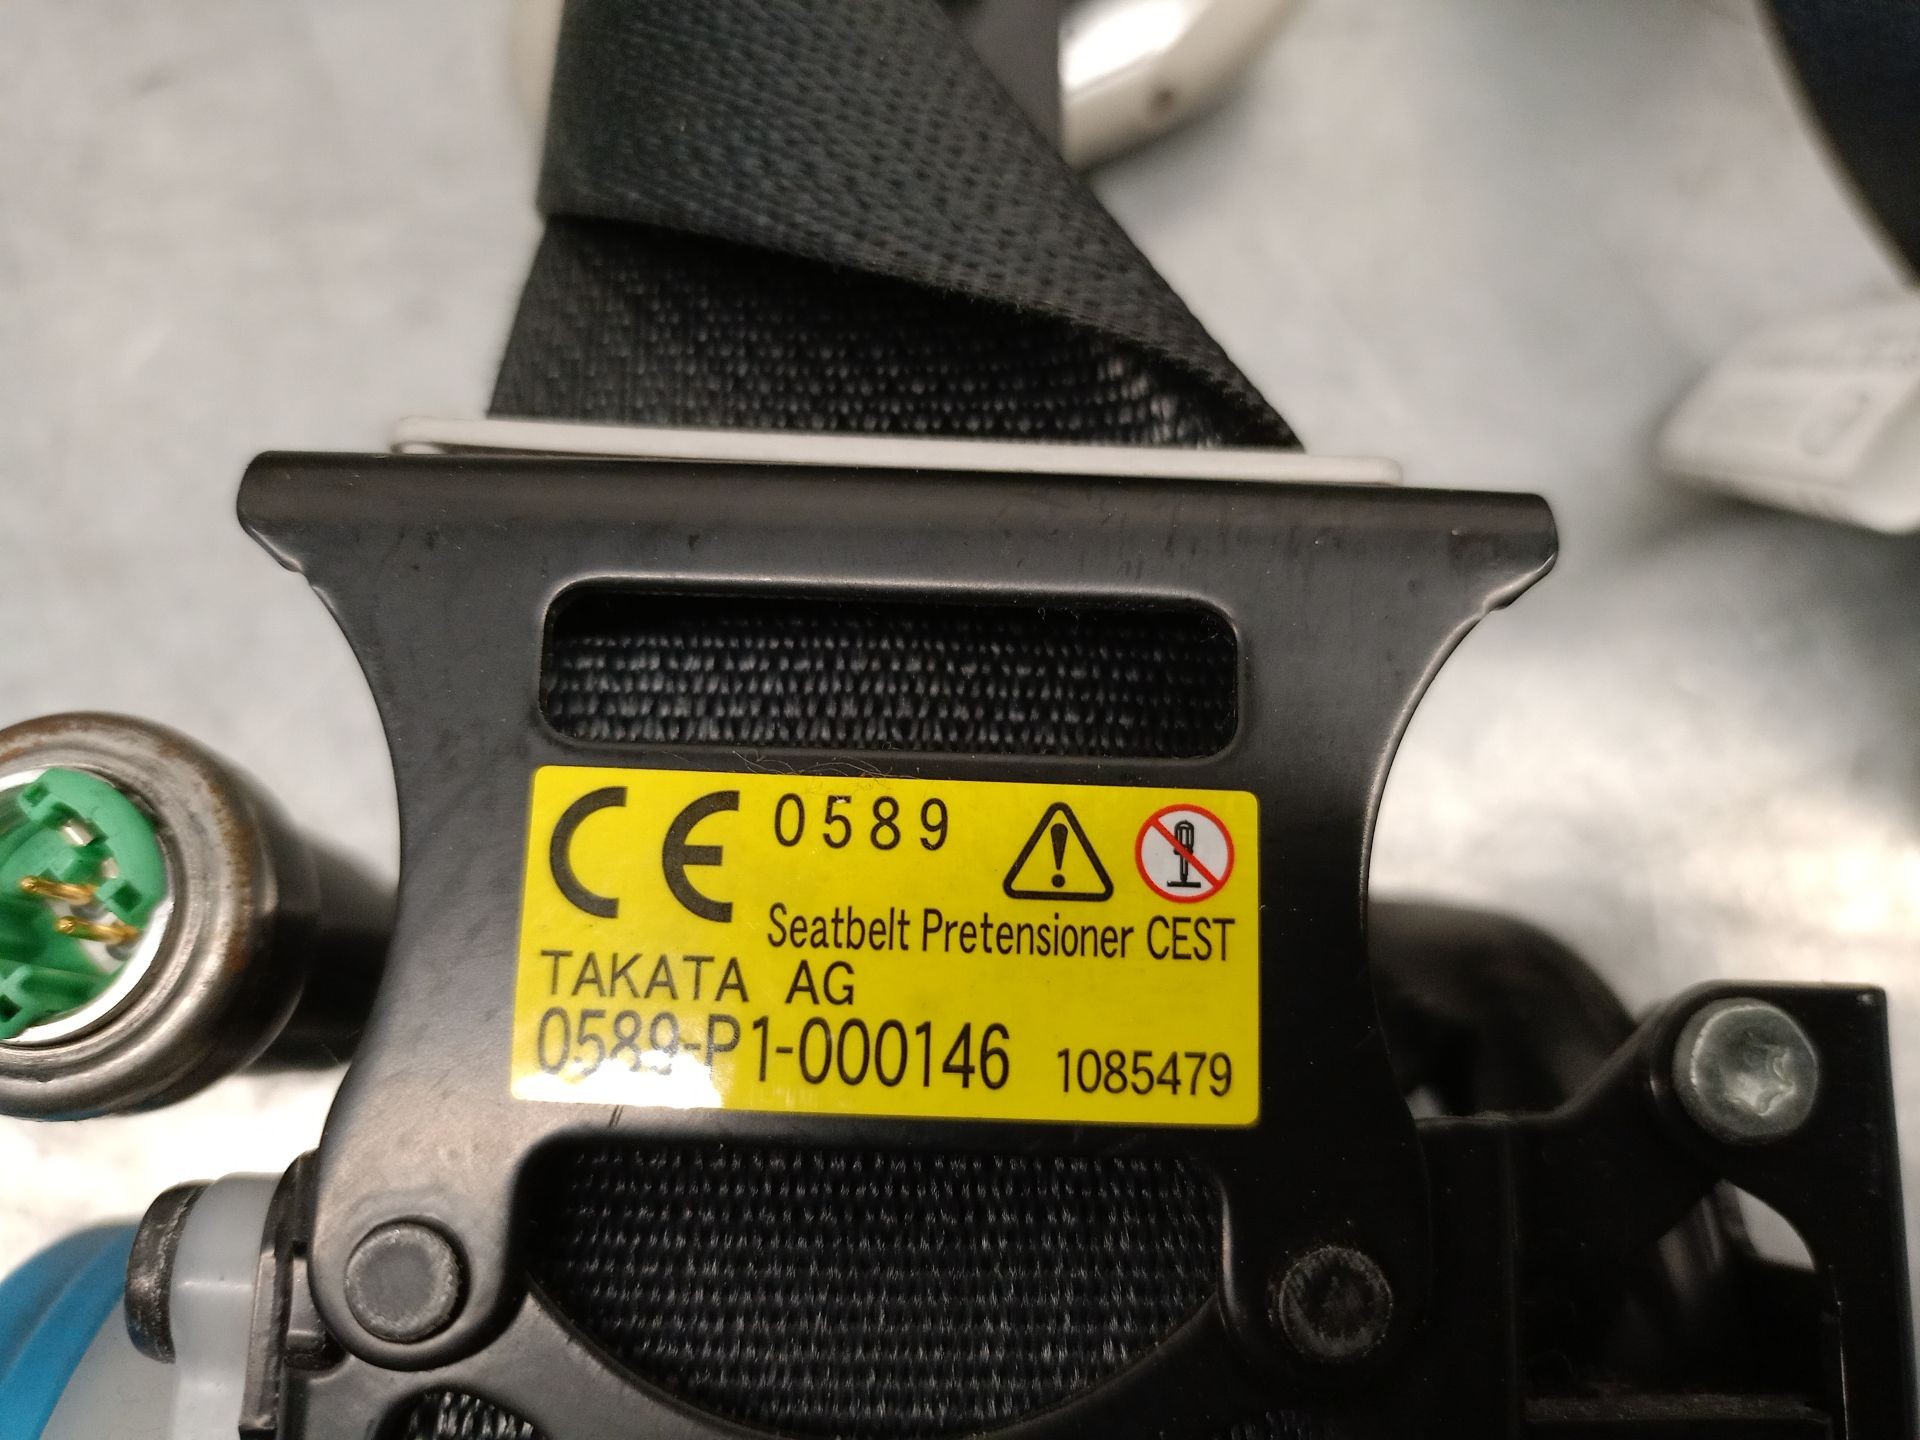 CE 0589
Seatbelt Pretensioner CEST
TAKATA AG
0589-P1-000146 1085479